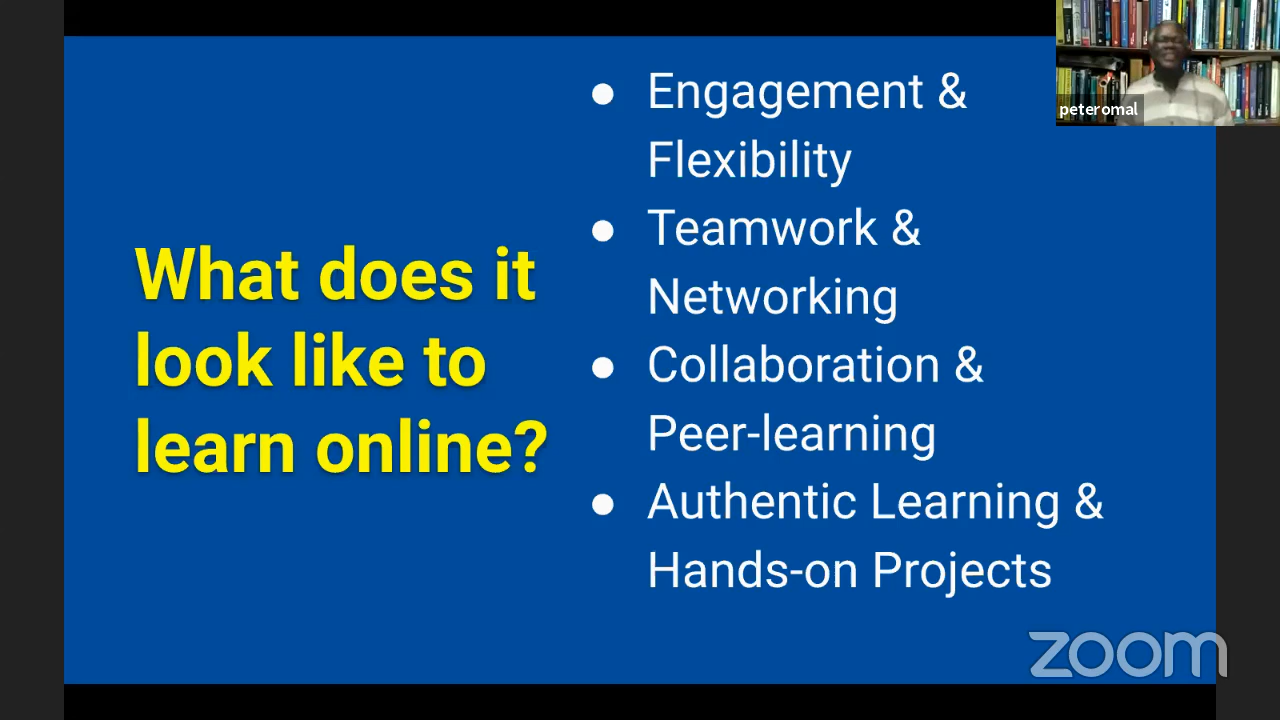 What does it
look like to
learn online?
● Engagement &
Flexibility
● Teamwork &
Networking
● Collaboration &
Peer-learning
● Authentic Learning &
Hands-on Projects
peteromal
zoom